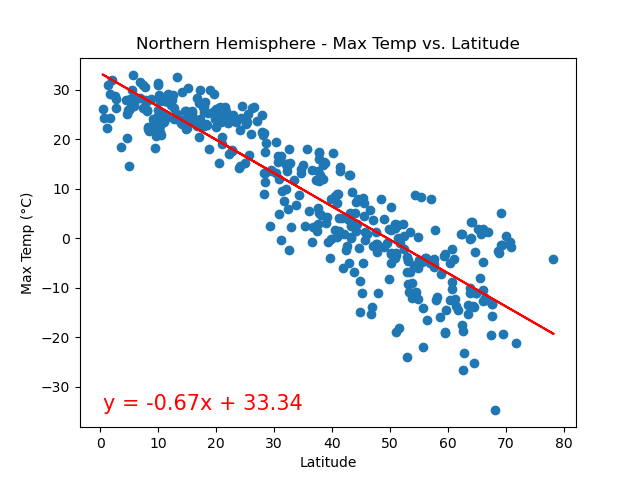 Northern Hemisphere - Max Temp vs. Latitude
Max Temp (°C)
30
20
10
0
−10
−20
−30
y = -0.67x + 33.34
0 10 20 30 40 50 60 70 80
Latitude